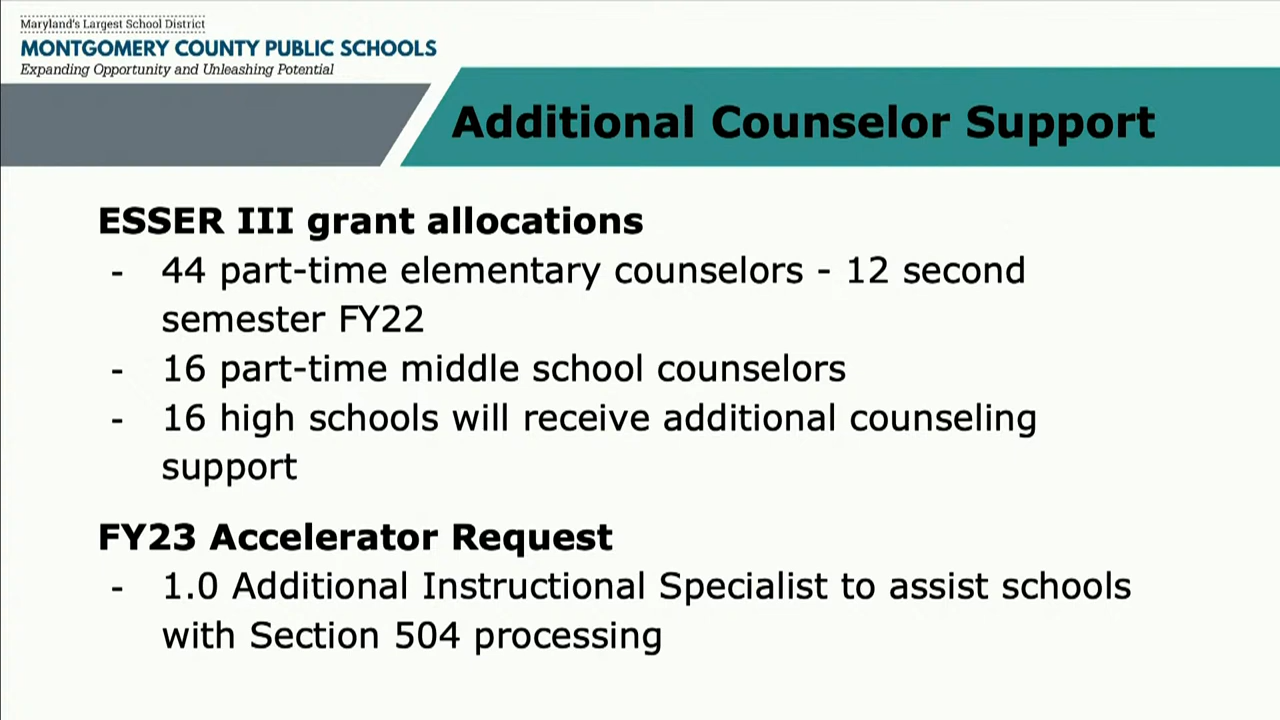 Maryland's Largest School District
MONTGOMERY COUNTY PUBLIC SCHOOLS
Expanding Opportunity and Unleashing Potential
Additional Counselor Support
ESSER III grant allocations
- 44 part-time elementary counselors - 12 second
semester FY22
- 16 part-time middle school counselors
- 16 high schools will receive additional counseling
support
FY23 Accelerator Request
- 1.0 Additional Instructional Specialist to assist schools
with Section 504 processing